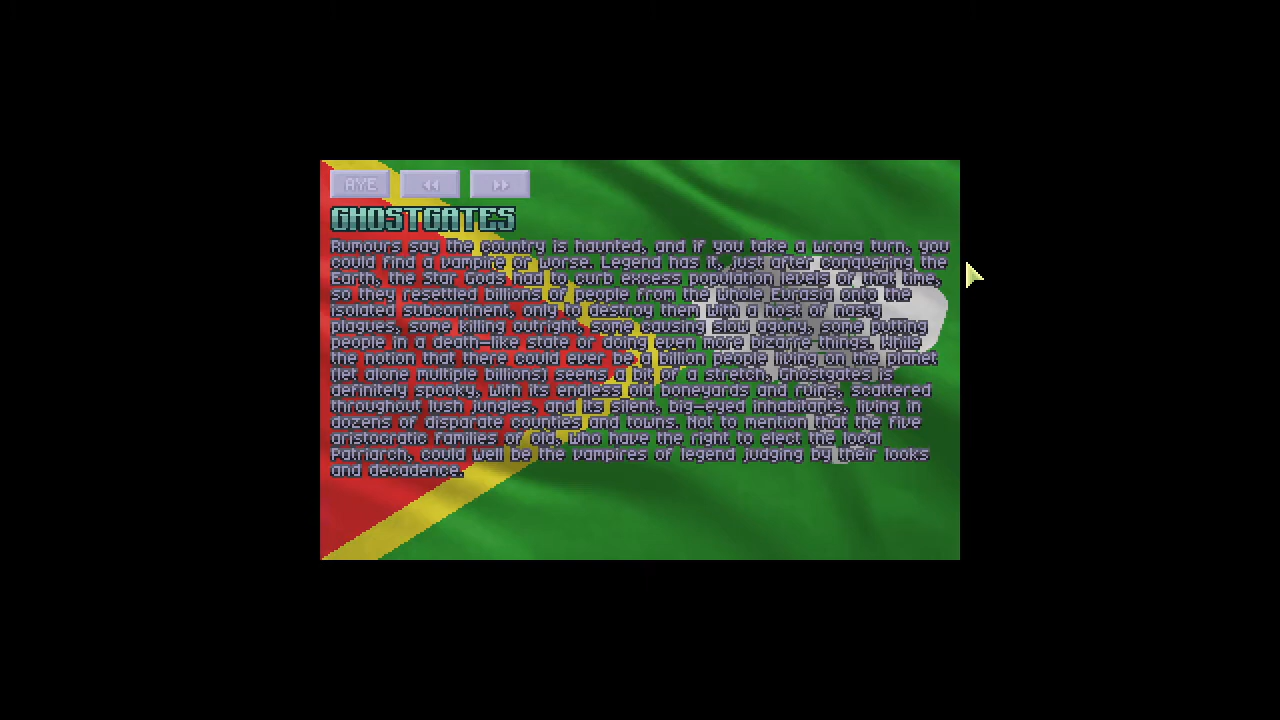 AYE
GHOSTGATES
Rumours say the country is haunted, and if you take a wrong turn, you
could find a vampire or worse. Legend has it, just after conquering the
Earth, the Star Gods had to curb excess population levels of that time,
so they resettled billions of people from the whole Eurasia onto the
isolated subcontinent, only to destroy them with a host of nasty
plagues, some killing outright, some causing slow agony, some putting
people in a death-like state or doing even more bizarre things. While
the notion that there could ever be a billion people living on the planet
(let alone multiple billions) seems a bit of a stretch, Ghostgates is
definitely spooky, with its endless old boneyards and ruins, scattered
throughout lush jungles, and its silent, big-eyed inhabitants, living in
dozens of disparate counties and towns. Not to mention that the five
aristocratic families of old, who have the right to elect the local
Patriarch, could well be the vampires of legend judging by their looks
and decadence.